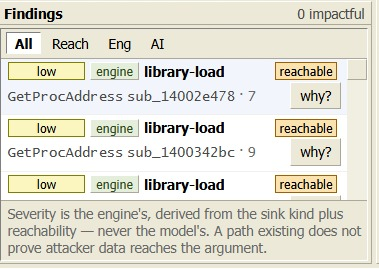 Findings 0 impactful
All Reach Eng AI
low engine library-load reachable
GetProcAddress sub_14002e478 · 7 why?
low engine library-load reachable
GetProcAddress sub_1400342bc · 9 why?
low engine library-load reachable
Severity is the engine's, derived from the sink kind plus
reachability — never the model's. A path existing does not
prove attacker data reaches the argument.